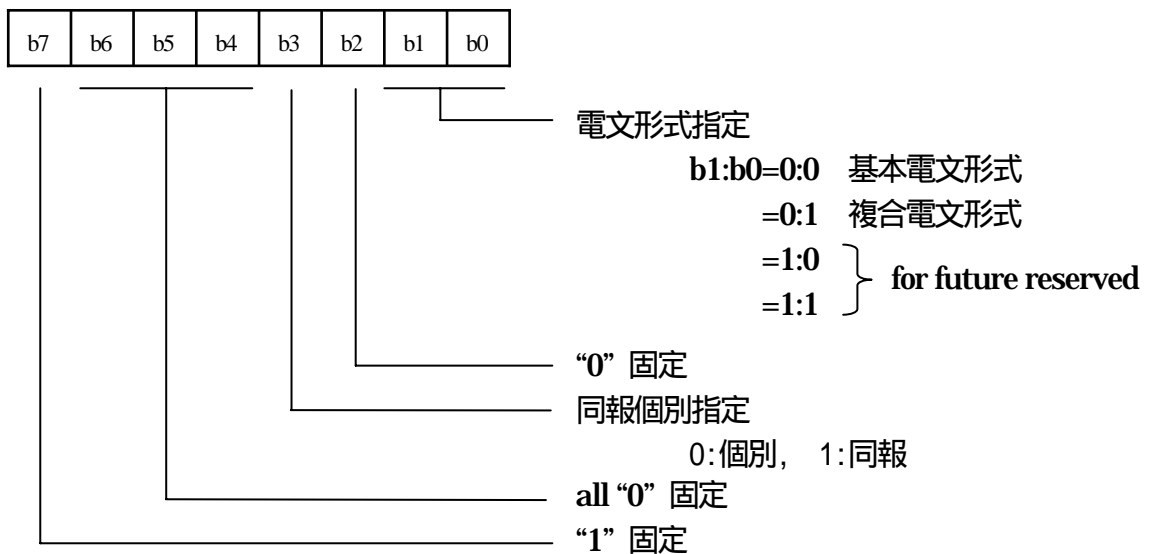 b7 b6 b5 b4 b3 b2 b1 b0
電文形式指定
b1:b0=0:0 基本電文形式
=0:1 複合電文形式
=1:0
for future reserved
=1:1
“0” 固定
同報個別指定
0:個別, 1:同報
all “0” 固定
“1” 固定